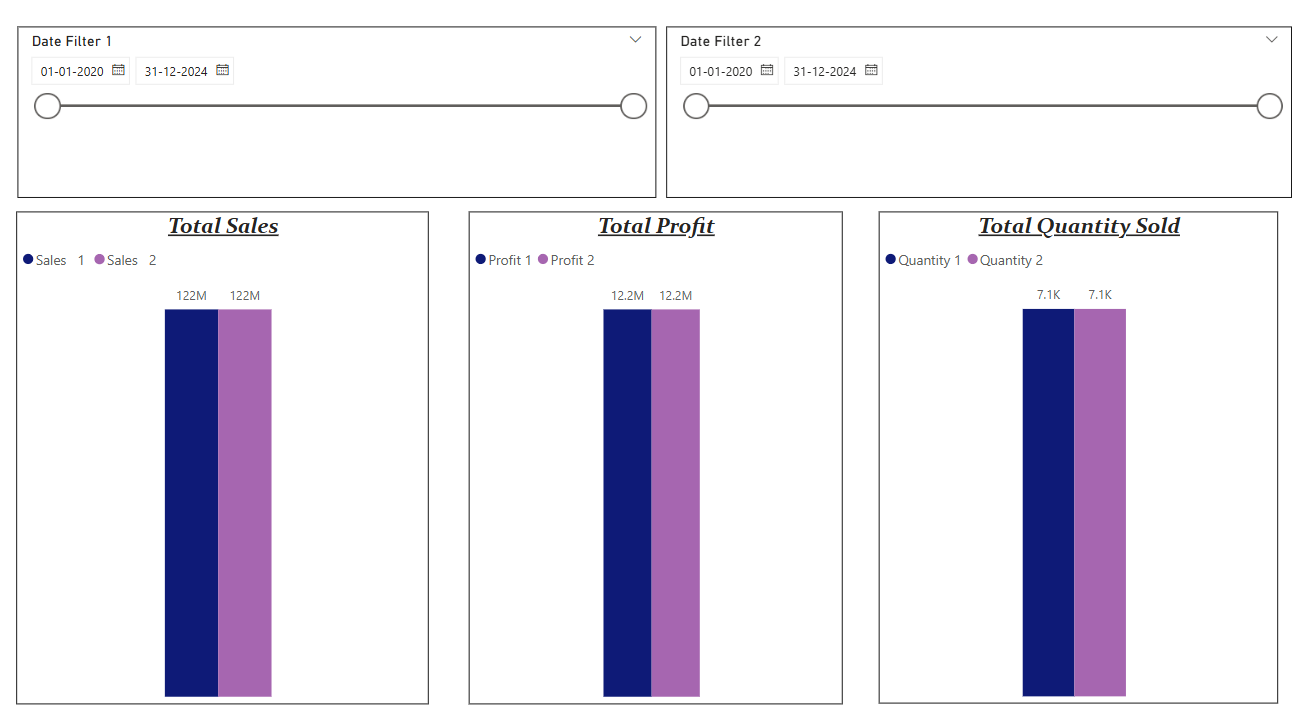 Date Filter 1
01-01-2020 31-12-2024
Date Filter 2
01-01-2020 31-12-2024
Total Sales
Sales 1 Sales 2
122M 122M
Total Profit
Profit 1 Profit 2
12.2M 12.2M
Total Quantity Sold
Quantity 1 Quantity 2
7.1K 7.1K